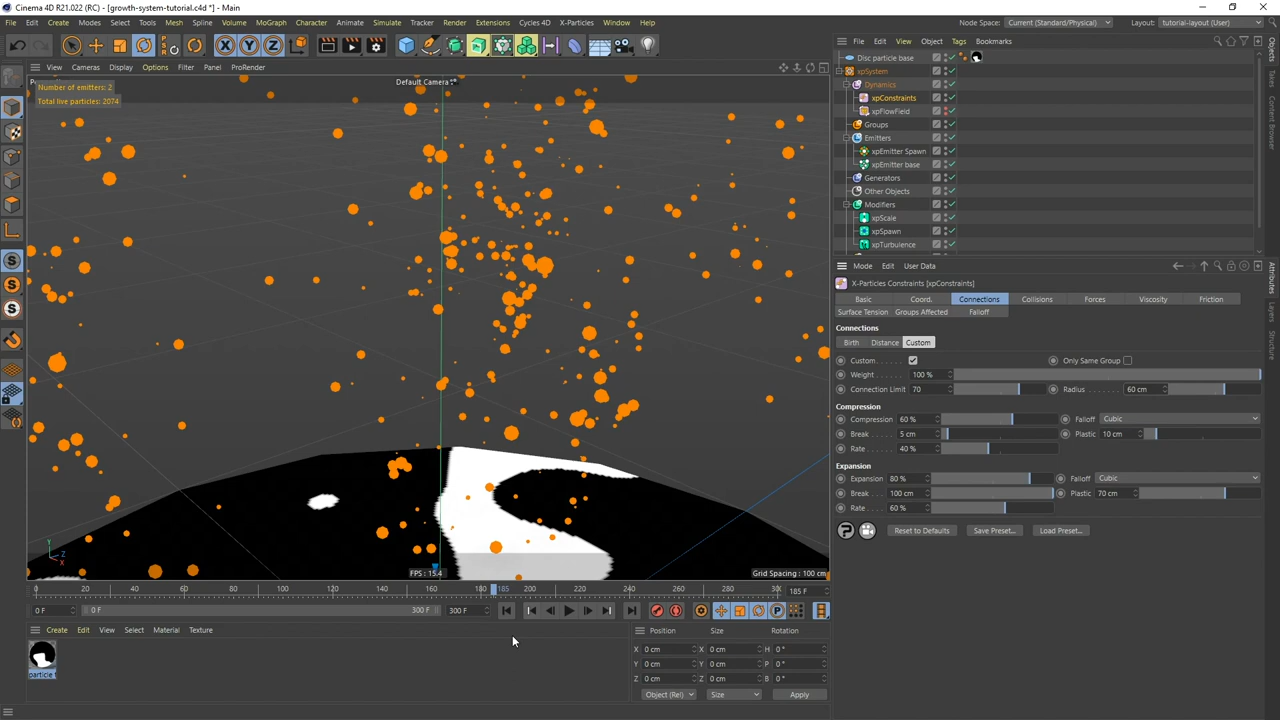 Cinema 4D R21.022 (RC) - [growth-system-tutorial.c4d *] - Main
File Edit Create Modes Select Tools Mesh Spline Volume MoGraph Character Animate Simulate Tracker Render Extensions Cycles 4D X-Particles Window Help
Node Space: Current (Standard/Physical) Layout: tutorial-layout (User)
File Edit View Object Tags Bookmarks
View Cameras Display Options Filter Panel ProRender
Default Camera
Number of emitters: 2
Total live particles: 2074
Disc particle base
xpSystem
Dynamics
xpConstraints
xpFlowField
Groups
Emitters
xpEmitter Spawn
xpEmitter base
Generators
Other Objects
Modifiers
xpScale
xpSpawn
xpTurbulence
Objects
Takes
Content Browser
Mode Edit User Data
X-Particles Constraints [xpConstraints]
Basic Coord. Connections Collisions Forces Viscosity Friction
Surface Tension Groups Affected Falloff
Connections
Birth Distance Custom
Custom Only Same Group
Weight 100 %
Connection Limit 70 Radius 60 cm
Compression
Compression 60 % Falloff Cubic
Break 5 cm Plastic 10 cm
Rate 40 %
Expansion
Expansion 80 % Falloff Cubic
Break 100 cm Plastic 70 cm
Rate 60 %
Reset to Defaults Save Preset... Load Preset...
Attributes
Layers
Structure
Y
Z
X
FPS : 15.4
Grid Spacing : 100 cm
0 20 40 60 80 100 120 140 160 185 200 220 240 260 280 185 F
0 F 0 F 300 F 300 F
Create Edit View Select Material Texture
particle t
Position Size Rotation
X 0 cm X 0 cm H 0 °
Y 0 cm Y 0 cm P 0 °
Z 0 cm Z 0 cm B 0 °
Object (Rel) Size Apply